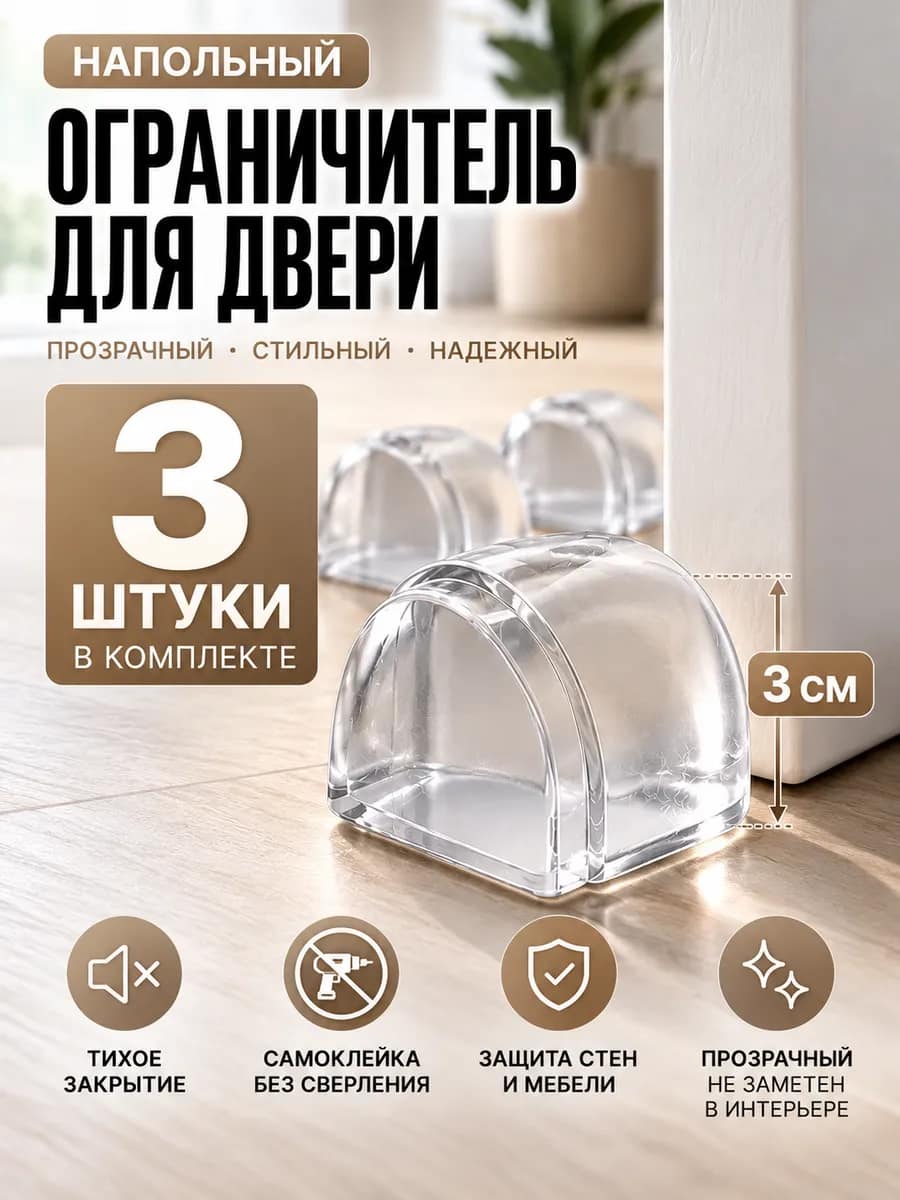 НАПОЛЬНЫЙ
ОГРАНИЧИТЕЛЬ
ДЛЯ ДВЕРИ
ПРОЗРАЧНЫЙ • СТИЛЬНЫЙ • НАДЕЖНЫЙ
3
ШТУКИ
В КОМПЛЕКТЕ
3 СМ
ТИХОЕ
ЗАКРЫТИЕ
САМОКЛЕЙКА
БЕЗ СВЕРЛЕНИЯ
ЗАЩИТА СТЕН
И МЕБЕЛИ
ПРОЗРАЧНЫЙ
НЕ ЗАМЕТЕН
В ИНТЕРЬЕРЕ